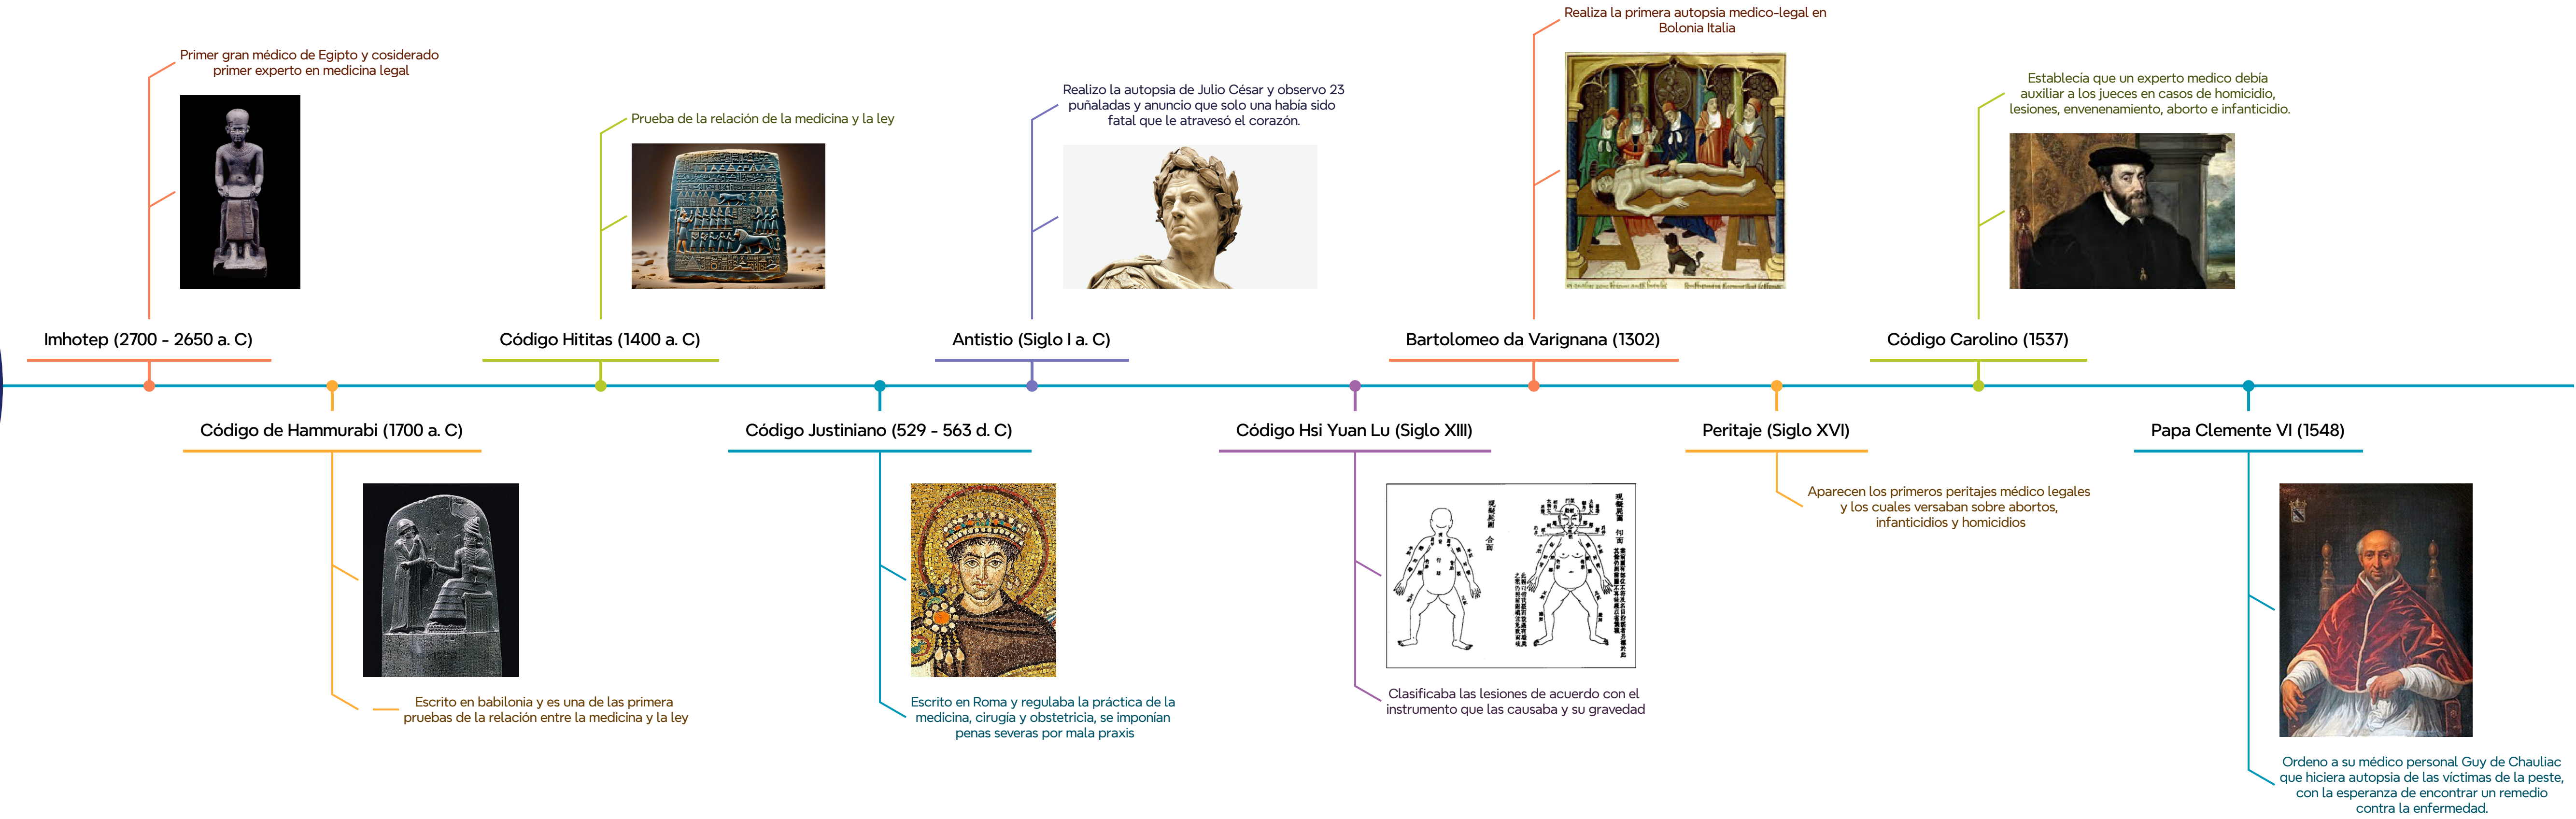 Primer gran médico de Egipto y cosiderado
primer experto en medicina legal
Imhotep (2700 - 2650 a. C)
Código de Hammurabi (1700 a. C)
Escrito en babilonia y es una de las primera
pruebas de la relación entre la medicina y la ley
Prueba de la relación de la medicina y la ley
Código Hititas (1400 a. C)
Código Justiniano (529 - 563 d. C)
Escrito en Roma y regulaba la práctica de la
medicina, cirugía y obstetricia, se imponían
penas severas por mala praxis
Realizo la autopsia de Julio César y observo 23
puñaladas y anuncio que solo una había sido
fatal que le atravesó el corazón.
Antistio (Siglo I a. C)
Código Hsi Yuan Lu (Siglo XIII)
Clasificaba las lesiones de acuerdo con el
instrumento que las causaba y su gravedad
Realiza la primera autopsia medico-legal en
Bolonia Italia
Bartolomeo da Varignana (1302)
Peritaje (Siglo XVI)
Aparecen los primeros peritajes médico legales
y los cuales versaban sobre abortos,
infanticidios y homicidios
Establecía que un experto medico debía
auxiliar a los jueces en casos de homicidio,
lesiones, envenenamiento, aborto e infanticidio.
Código Carolino (1537)
Papa Clemente VI (1548)
Ordeno a su médico personal Guy de Chauliac
que hiciera autopsia de las víctimas de la peste,
con la esperanza de encontrar un remedio
contra la enfermedad.